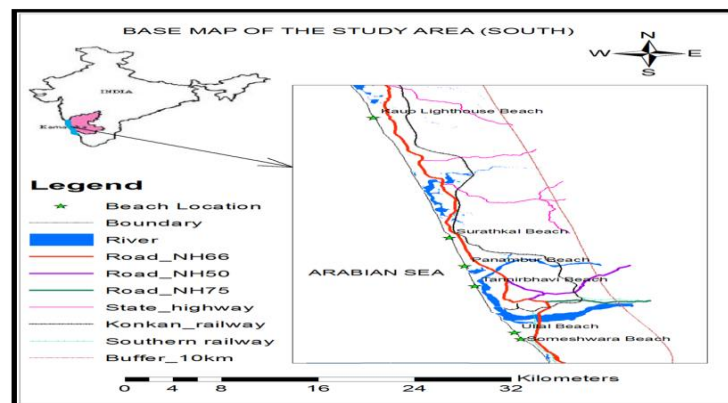 BASE MAP OF THE STUDY AREA (SOUTH)
N
W E
S
INDIA
Legend
Beach Location
Boundary
River
Road_NH66
Road_NH50
Road_NH75
State_highway
Konkan_railway
Southern railway
Buffer_10km
Kaup Lighthouse Beach
Surathkal Beach
Panambur Beach
ARABIAN SEA
Tannirbhavi Beach
Ullal Beach
Someshwara Beach
0 4 8 16 24 32
Kilometers